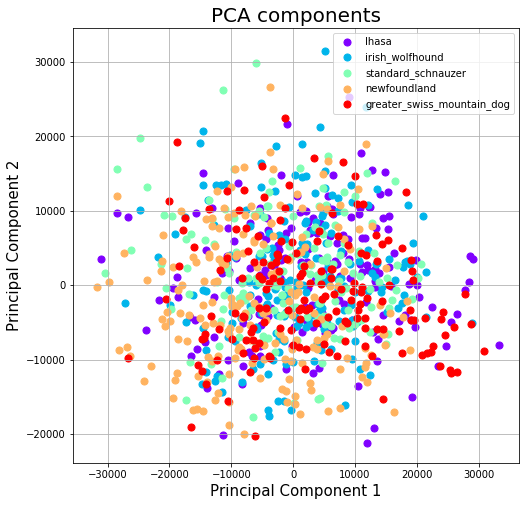 PCA components
lhasa
irish_wolfhound
standard_schnauzer
newfoundland
greater_swiss_mountain_dog
Principal Component 2
30000
20000
10000
0
−10000
−20000
−30000 −20000 −10000 0 10000 20000 30000
Principal Component 1